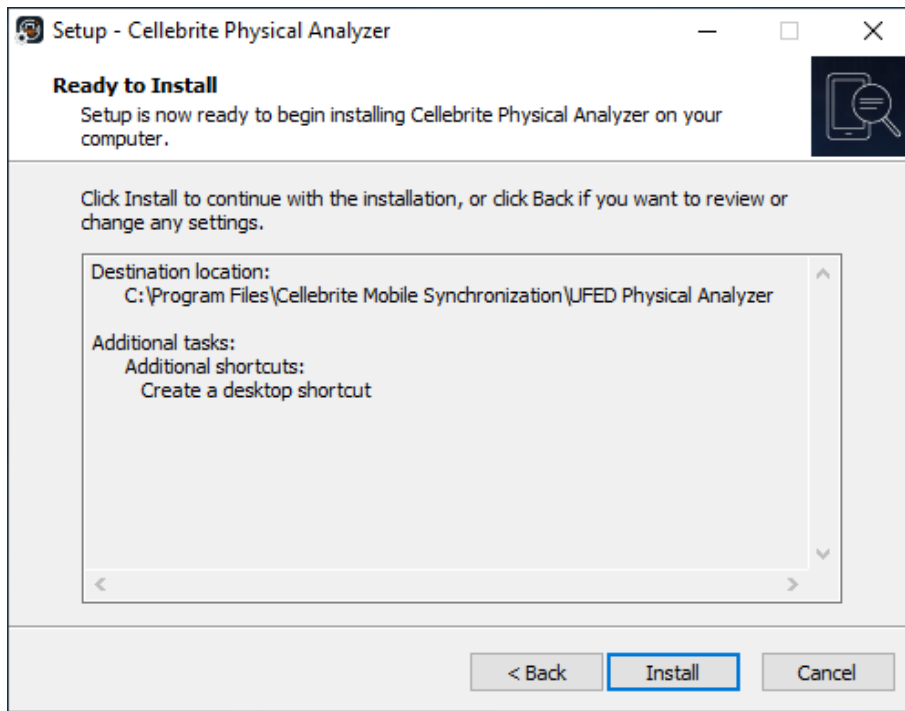 Setup - Cellebrite Physical Analyzer
Ready to Install
Setup is now ready to begin installing Cellebrite Physical Analyzer on your
computer.
Click Install to continue with the installation, or click Back if you want to review or
change any settings.
Destination location:
C:\Program Files\Cellebrite Mobile Synchronization\UFED Physical Analyzer
Additional tasks:
Additional shortcuts:
Create a desktop shortcut
< Back
Install
Cancel